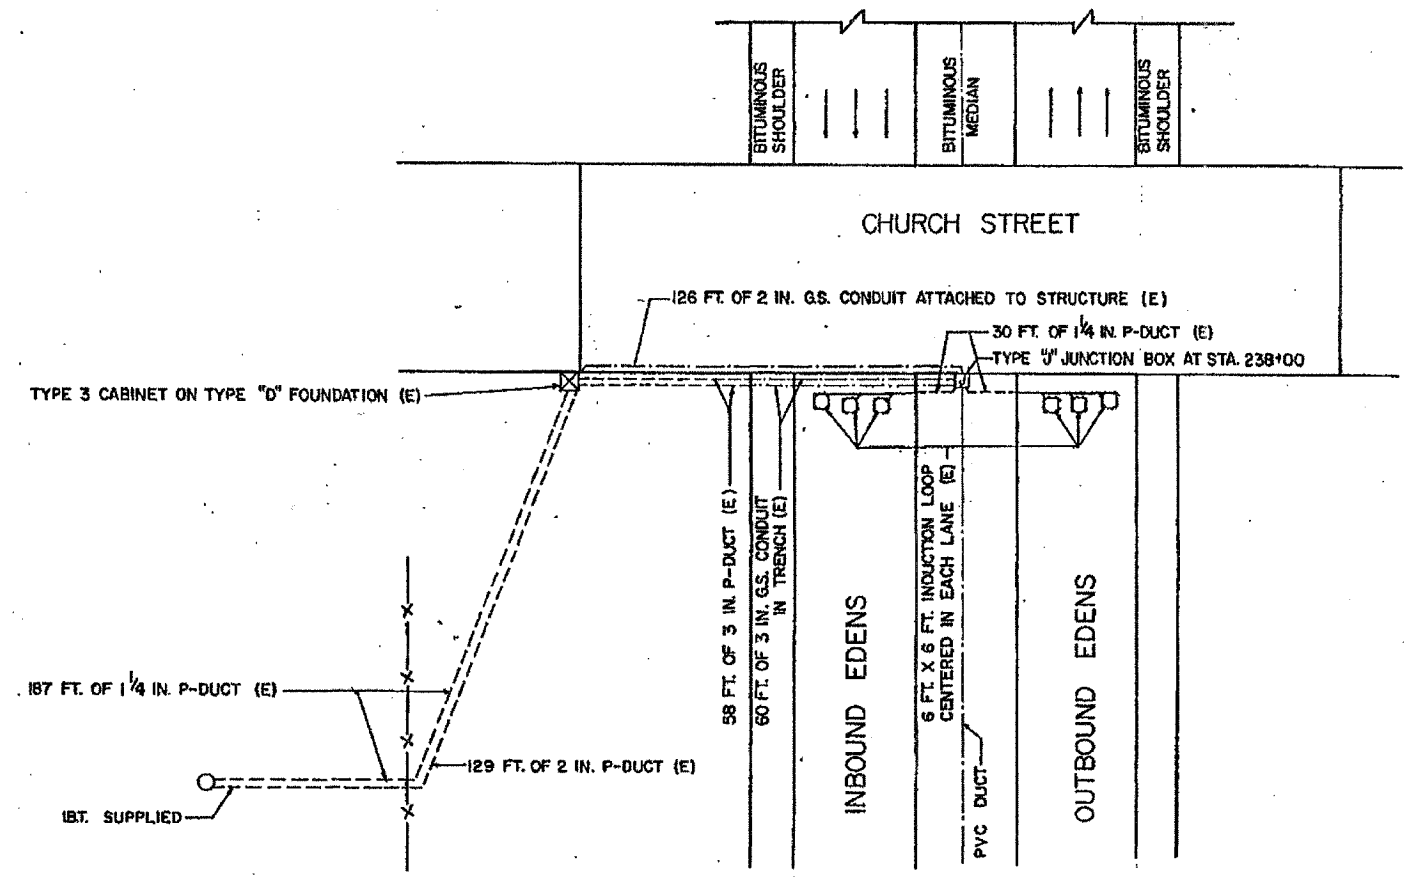 BITUMINOUS
SHOULDER
BITUMINOUS
MEDIAN
BITUMINOUS
SHOULDER
CHURCH STREET
126 FT. OF 2 IN. G.S. CONDUIT ATTACHED TO STRUCTURE (E)
30 FT. OF 1 1/4 IN. P-DUCT (E)
TYPE "J" JUNCTION BOX AT STA. 238+00
TYPE 3 CABINET ON TYPE "D" FOUNDATION (E)
58 FT. OF 3 IN. P-DUCT (E)
60 FT. OF 3 IN. G.S. CONDUIT
IN TRENCH (E)
6 FT. X 6 FT. INDUCTION LOOP
CENTERED IN EACH LANE (E)
INBOUND EDENS
OUTBOUND EDENS
187 FT. OF 1 1/4 IN. P-DUCT (E)
129 FT. OF 2 IN. P-DUCT (E)
I.B.T. SUPPLIED
PVC DUCT